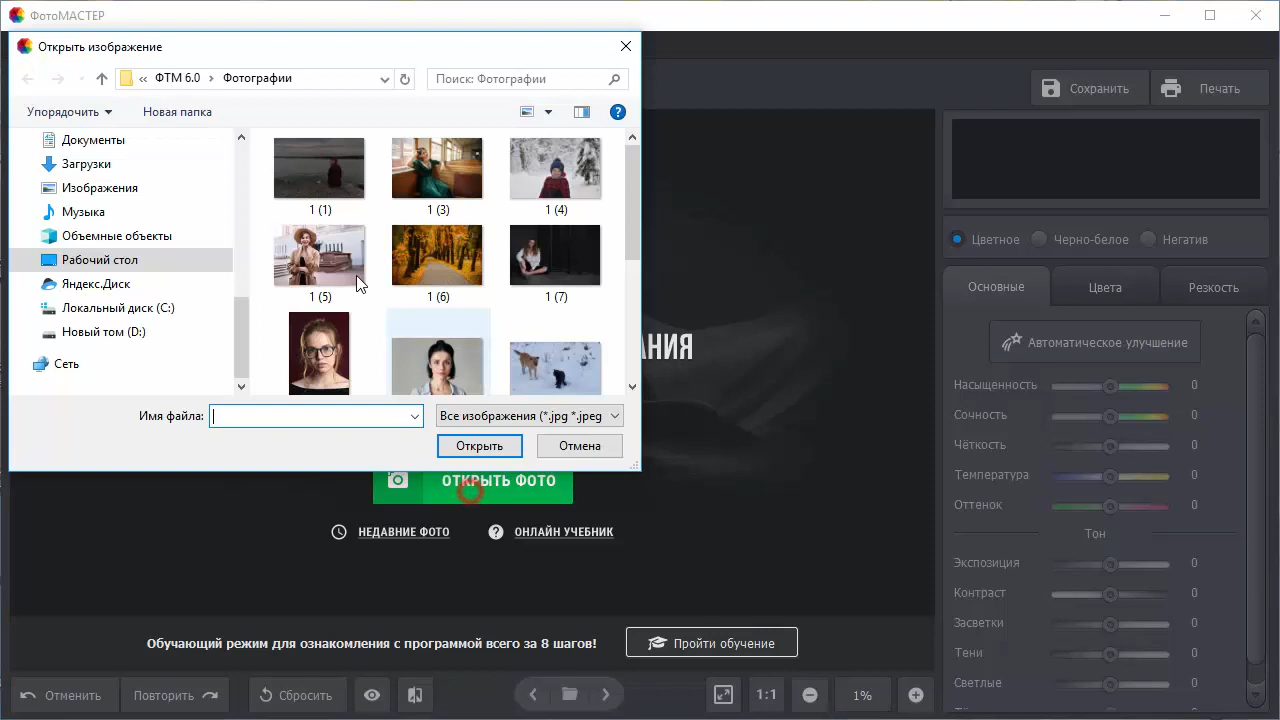 ФотоМАСТЕР
Открыть изображение
« ФТМ 6.0 › Фотографии
Поиск: Фотографии
Упорядочить
Новая папка
Документы
Загрузки
Изображения
Музыка
Объемные объекты
Рабочий стол
Яндекс.Диск
Локальный диск (C:)
Новый том (D:)
Сеть
1 (1)
1 (3)
1 (4)
1 (5)
1 (6)
1 (7)
Имя файла:
Все изображения (*.jpg *.jpeg
Открыть
Отмена
АНИЯ
ОТКРЫТЬ ФОТО
НЕДАВНИЕ ФОТО
ОНЛАЙН УЧЕБНИК
Обучающий режим для ознакомления с программой всего за 8 шагов!
Пройти обучение
Отменить
Повторить
Сбросить
1:1
1%
Сохранить
Печать
Цветное
Черно-белое
Негатив
Основные
Цвета
Резкость
Автоматическое улучшение
Насыщенность 0
Сочность 0
Чёткость 0
Температура 0
Оттенок 0
Тон
Экспозиция 0
Контраст 0
Засветки 0
Тени 0
Светлые 0